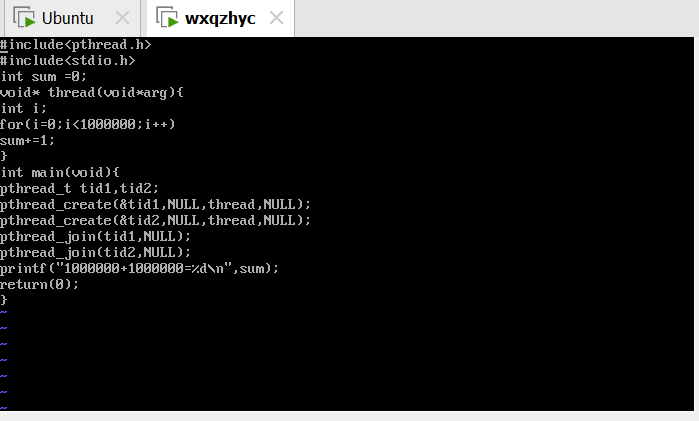 Ubuntu
wxqzhyc
#include<pthread.h>
#include<stdio.h>
int sum =0;
void* thread(void*arg){
int i;
for(i=0;i<1000000;i++)
sum+=1;
}
int main(void){
pthread_t tid1,tid2;
pthread_create(&tid1,NULL,thread,NULL);
pthread_create(&tid2,NULL,thread,NULL);
pthread_join(tid1,NULL);
pthread_join(tid2,NULL);
printf("1000000+1000000=%d\n",sum);
return(0);
}
~
~
~
~
~
~
~